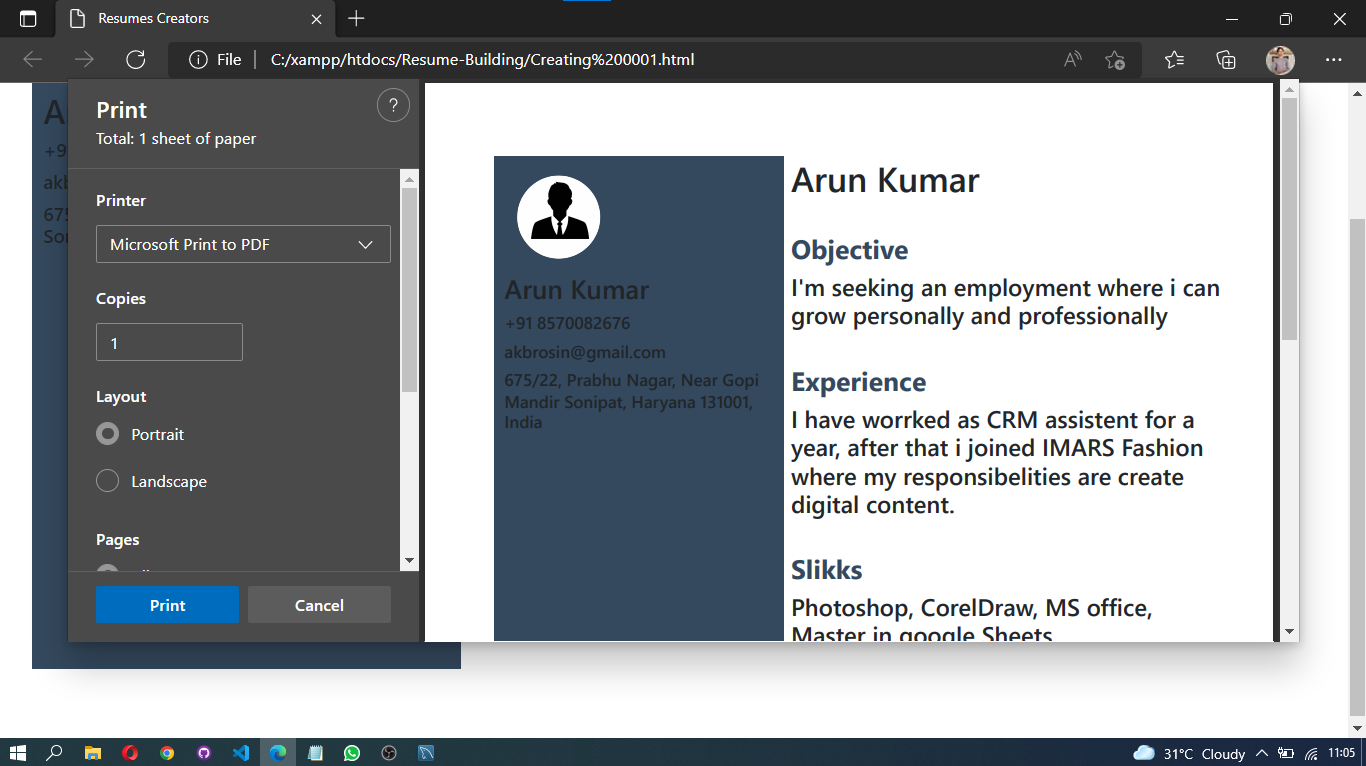 Resumes Creators
File
C:/xampp/htdocs/Resume-Building/Creating%200001.html
Print
Total: 1 sheet of paper
?
Printer
Microsoft Print to PDF
Copies
1
Layout
Portrait
Landscape
Pages
Print
Cancel
Arun Kumar
+91 8570082676
akbrosin@gmail.com
675/22, Prabhu Nagar, Near Gopi
Mandir Sonipat, Haryana 131001,
India
Arun Kumar
Objective
I'm seeking an employment where i can
grow personally and professionally
Experience
I have worrked as CRM assistent for a
year, after that i joined IMARS Fashion
where my responsibelities are create
digital content.
Slikks
Photoshop, CorelDraw, MS office,
Master in google Sheets
31°C Cloudy
11:05